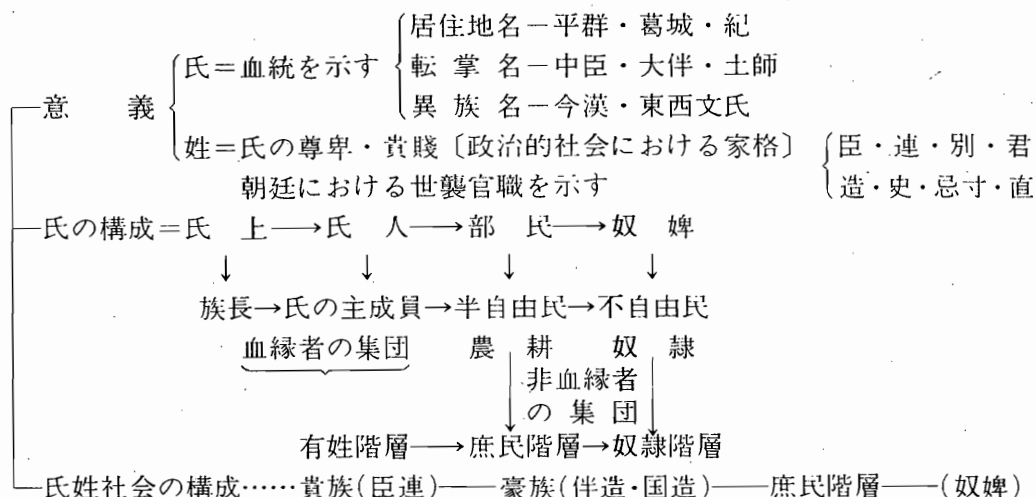 居住地名－平群・葛城・紀
氏＝血統を示す 転掌名－中臣・大伴・土師
意義 異族名－今漢・東西文氏
姓＝氏の尊卑・貴賤〔政治的社会における家格〕 臣・連・別・君
朝廷における世襲官職を示す 造・史・忌寸・直
氏の構成＝氏上→氏人→部民→奴婢
↓ ↓ ↓ ↓
族長→氏の主成員→半自由民→不自由民
血縁者の集団 農耕 奴隷
非血縁者
の集団
有姓階層→庶民階層→奴隷階層
氏姓社会の構成……貴族(臣連)──豪族(伴造・国造)──庶民階層──(奴婢)